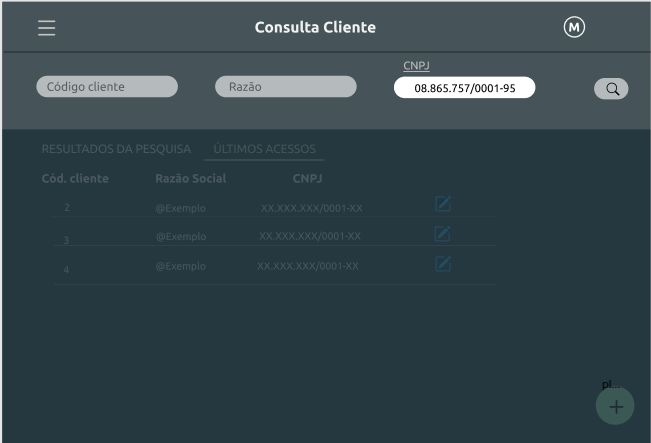 Consulta Cliente
M
CNPJ
Código cliente
Razão
08.865.757/0001-95
RESULTADOS DA PESQUISA
ÚLTIMOS ACESSOS
Cód. cliente Razão Social CNPJ
2 @Exemplo XX.XXX.XXX/0001-XX
3 @Exemplo XX.XXX.XXX/0001-XX
4 @Exemplo XX.XXX.XXX/0001-XX
pl...
+